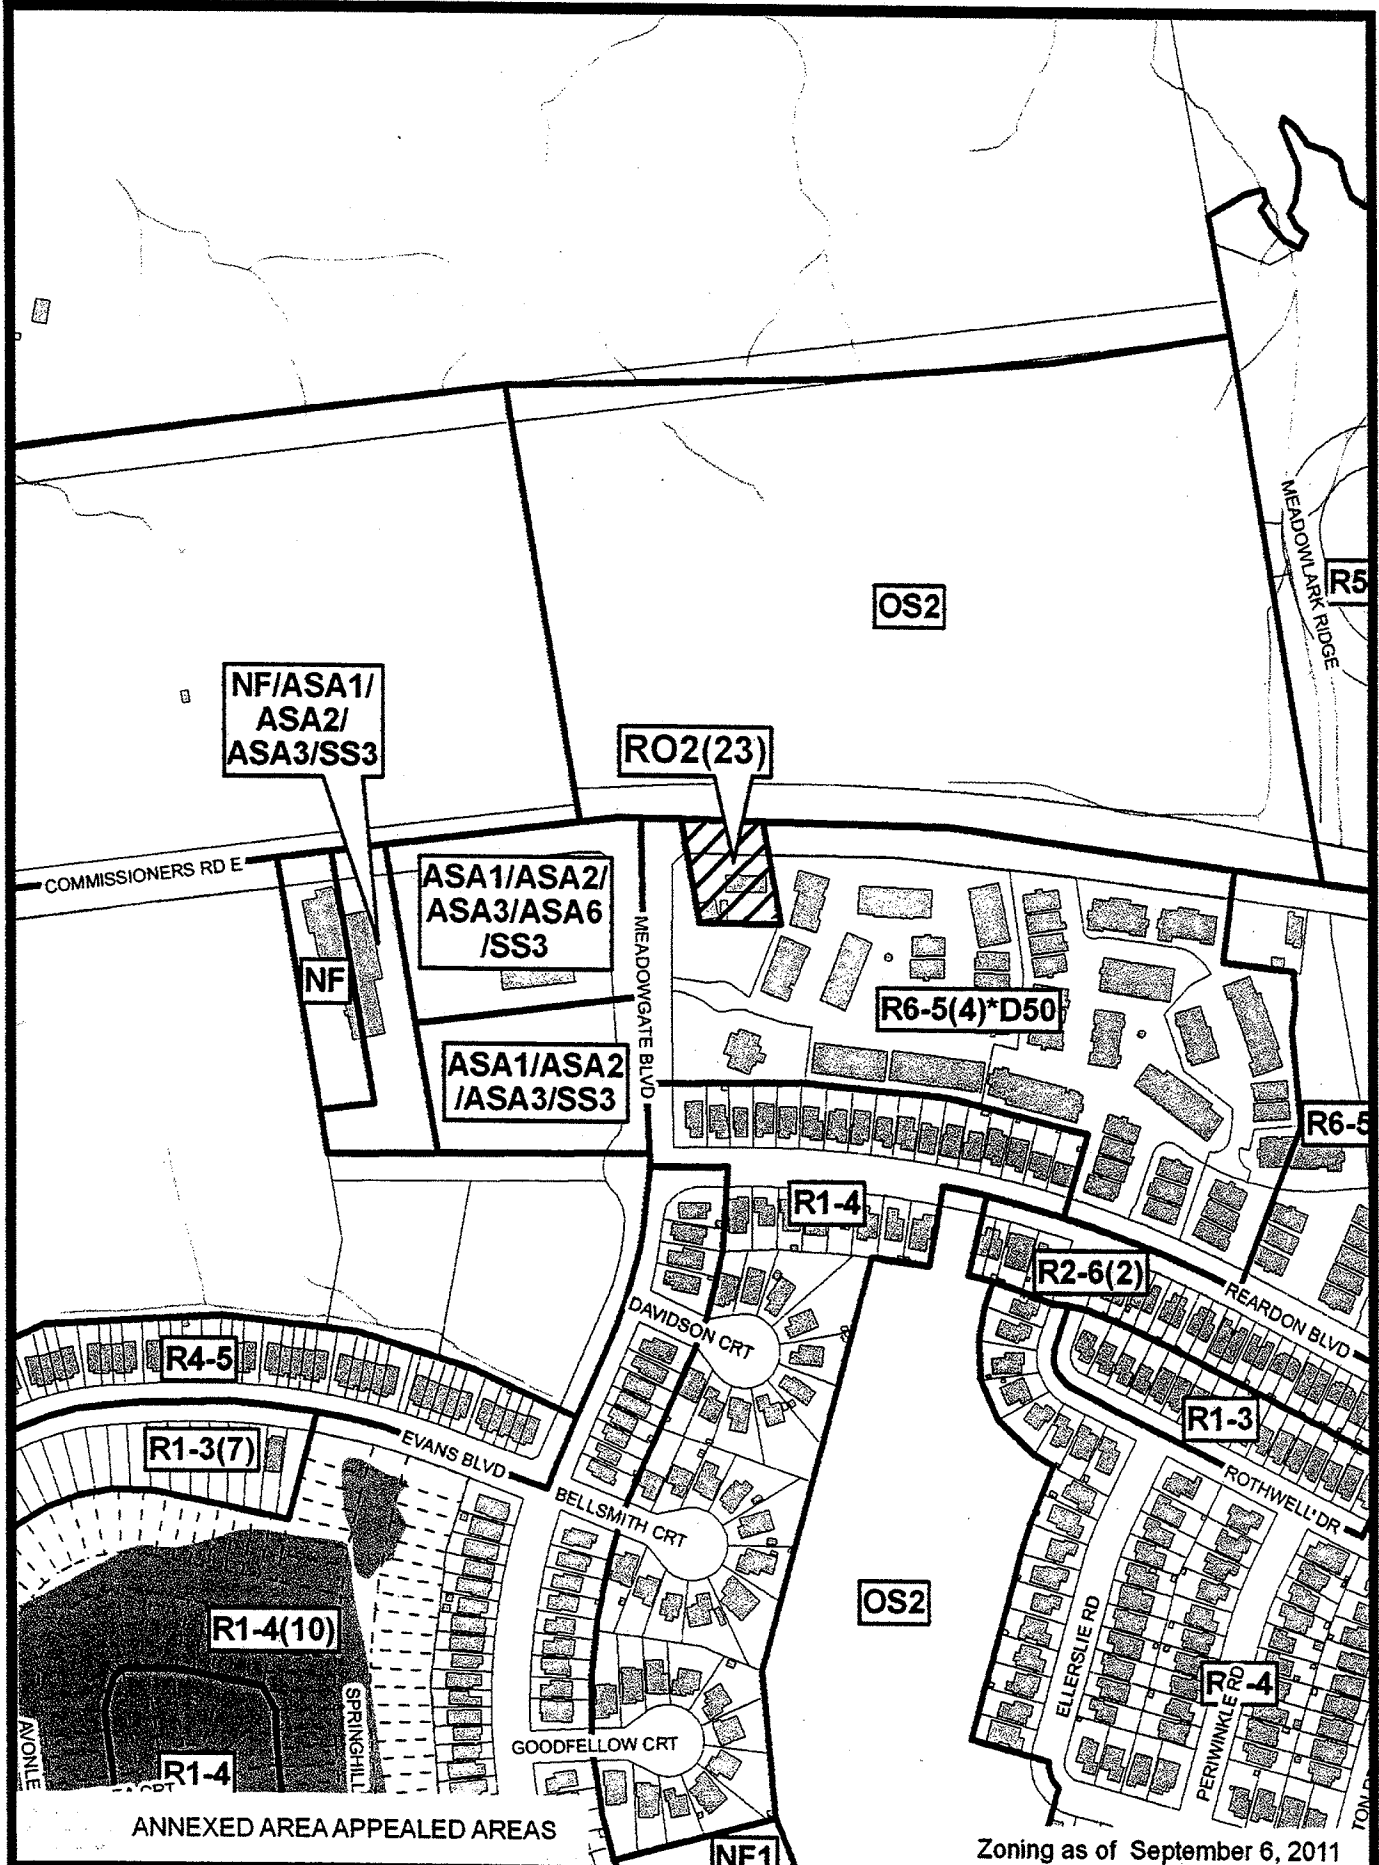 MEADOWLARK RIDGE
R5
OS2
NF/ASA1/
ASA2/
ASA3/SS3
RO2(23)
COMMISSIONERS RD E
ASA1/ASA2/
ASA3/ASA6
/SS3
NF
MEADOWGATE BLVD
R6-5(4)*D50
ASA1/ASA2
/ASA3/SS3
R6-5
R1-4
R2-6(2)
REARDON BLVD
DAVIDSON CRT
R4-5
R1-3
R1-3(7)
EVANS BLVD
ROTHWELL DR
BELLSMITH CRT
OS2
R1-4(10)
ELLERSLIE RD
-4
PERIWINKLE RD
SPRINGHILL
AVONLE
GOODFELLOW CRT
R1-4
ANNEXED AREA APPEALED AREAS
NF1
Zoning as of September 6, 2011